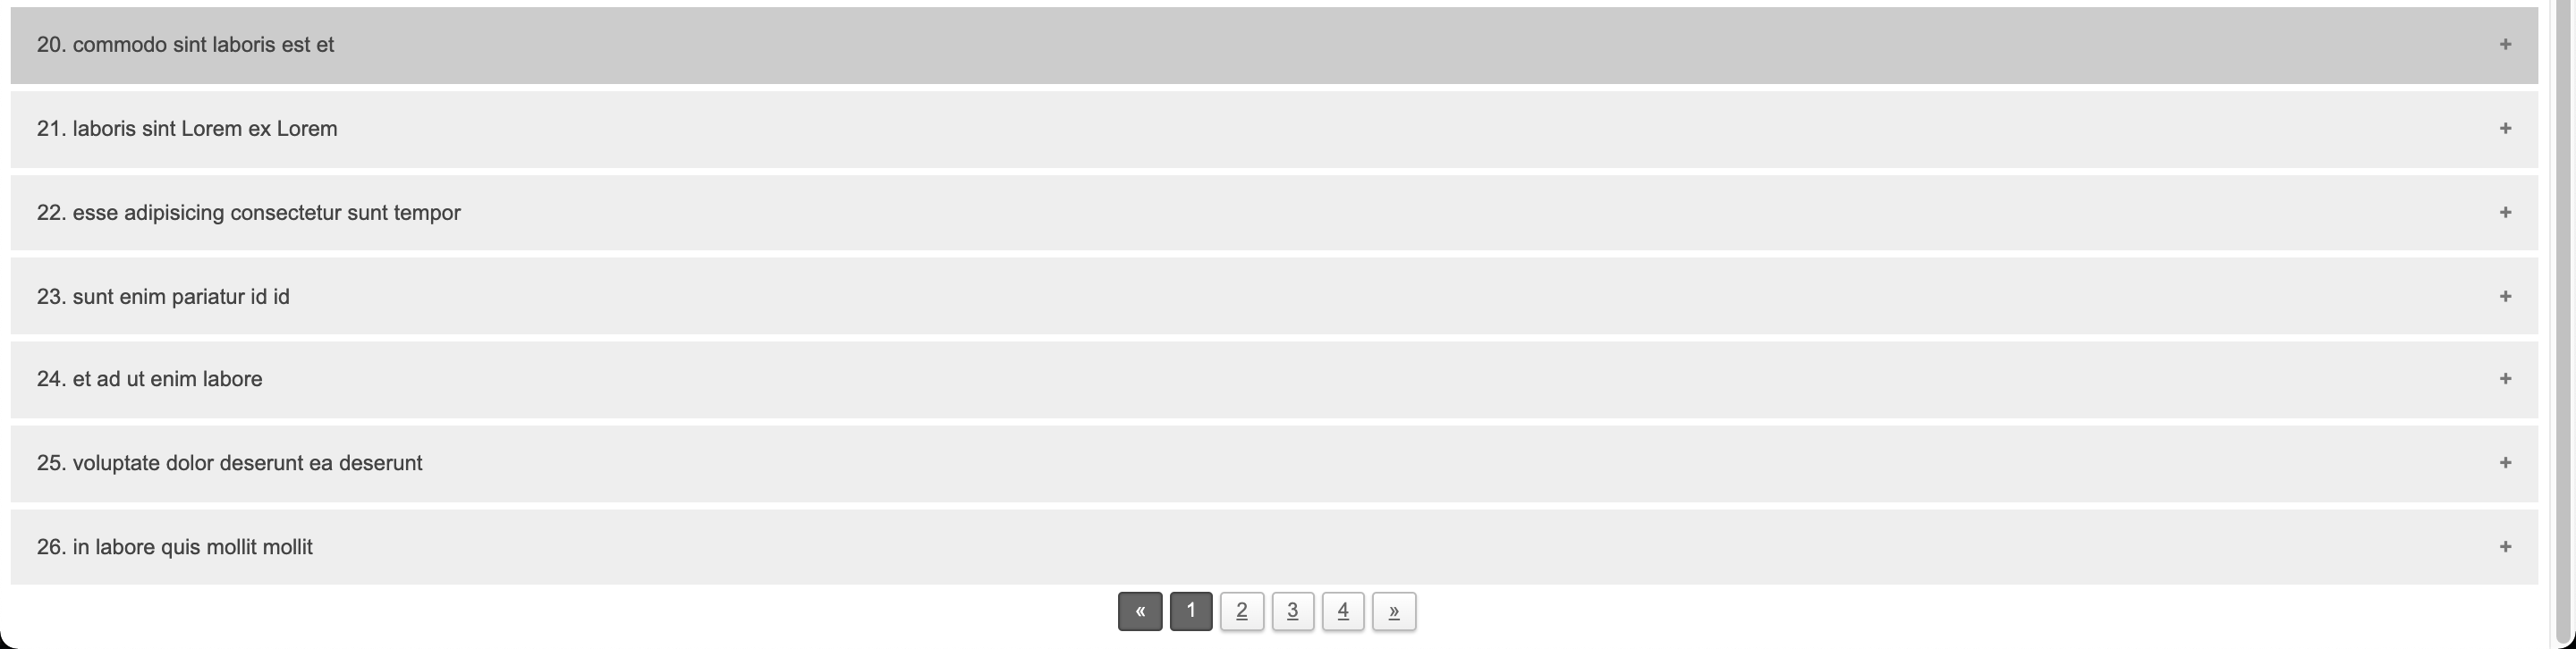 20. commodo sint laboris est et +
21. laboris sint Lorem ex Lorem +
22. esse adipisicing consectetur sunt tempor +
23. sunt enim pariatur id id +
24. et ad ut enim labore +
25. voluptate dolor deserunt ea deserunt +
26. in labore quis mollit mollit +
« 1 2 3 4 »